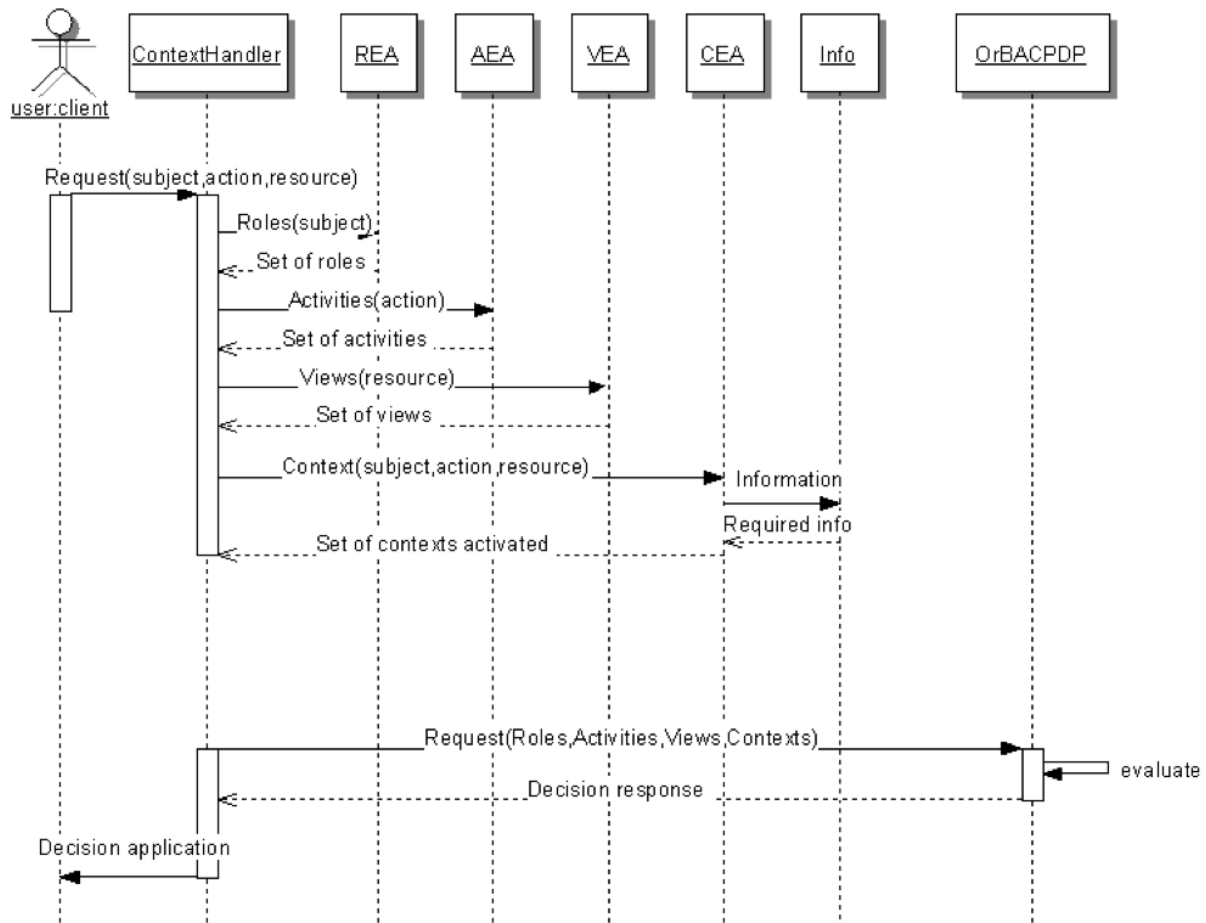 ContextHandler
REA
AEA
VEA
CEA
Info
OrBACPDP
user:client
Request(subject,action,resource)
Roles(subject)
Set of roles
Activities(action)
Set of activities
Views(resource)
Set of views
Context(subject,action,resource)
Information
Required info
Set of contexts activated
Request(Roles,Activities,Views,Contexts)
evaluate
Decision response
Decision application